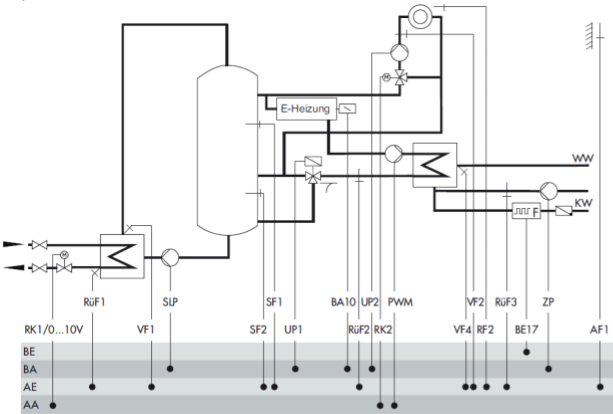 E-Heizung
M
WW
KW
F
M
RüF1 SLP SF1 BA10 UP2 PWM VF2 RüF3 ZP
RK1/0...10V VF1 SF2 UP1 RüF2 RK2 VF4 RF2 BE17 AF1
BE
BA
AE
AA